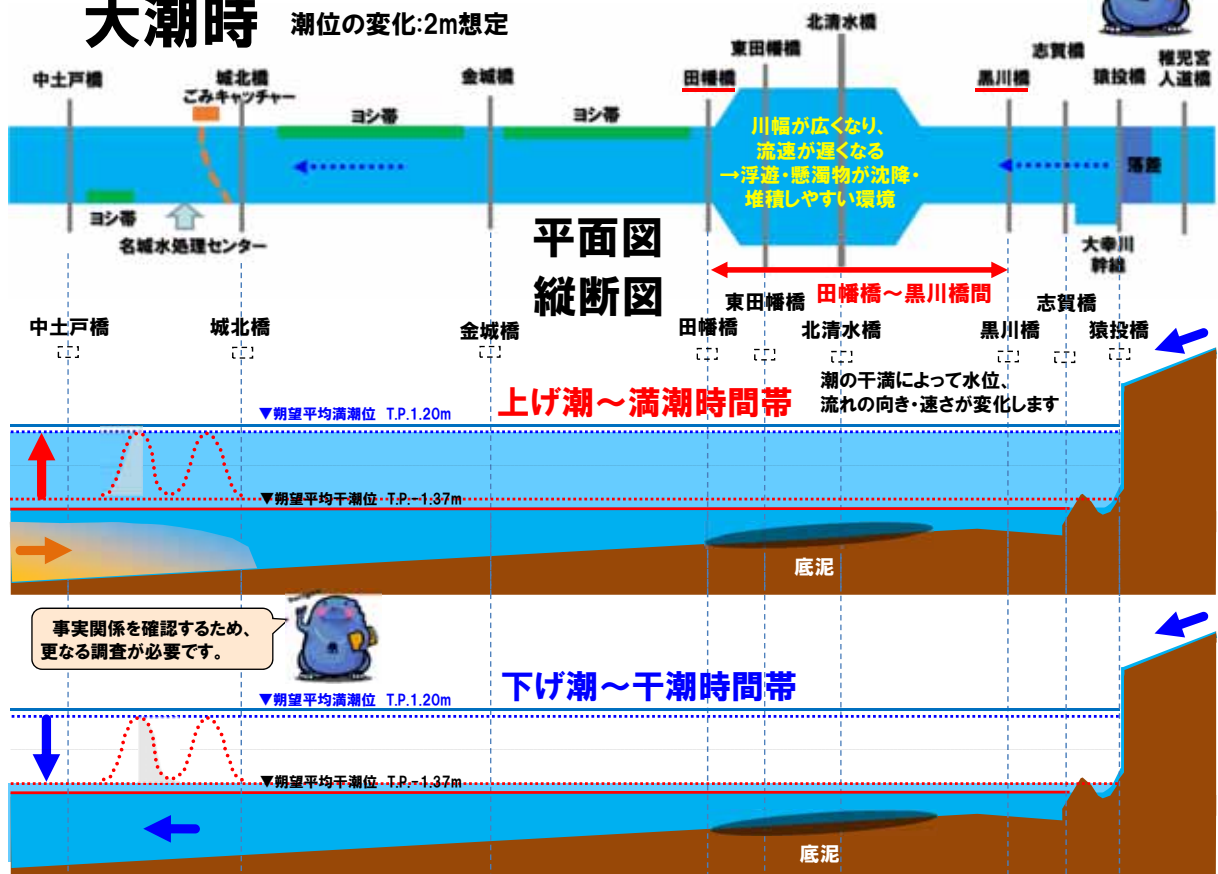 大潮時
潮位の変化:2m想定
北清水橋
東田幡橋
志賀橋
中土戸橋
城北橋
金城橋
田幡橋
黒川橋
猿投橋
稚児宮
人道橋
ごみキャッチャー
ヨシ帯
ヨシ帯
川幅が広くなり、
流速が遅くなる
→浮遊・懸濁物が沈降・
堆積しやすい環境
落差
ヨシ帯
名城水処理センター
大幸川
幹線
平面図
縦断図
田幡橋～黒川橋間
東田幡橋
志賀橋
中土戸橋
城北橋
金城橋
田幡橋
北清水橋
黒川橋
猿投橋
潮の干満によって水位、
流れの向き・速さが変化します
上げ潮～満潮時間帯
▼朔望平均満潮位 T.P.1.20m
▼朔望平均干潮位 T.P.-1.37m
底泥
事実関係を確認するため、
更なる調査が必要です。
下げ潮～干潮時間帯
▼朔望平均満潮位 T.P.1.20m
▼朔望平均干潮位 T.P.-1.37m
底泥